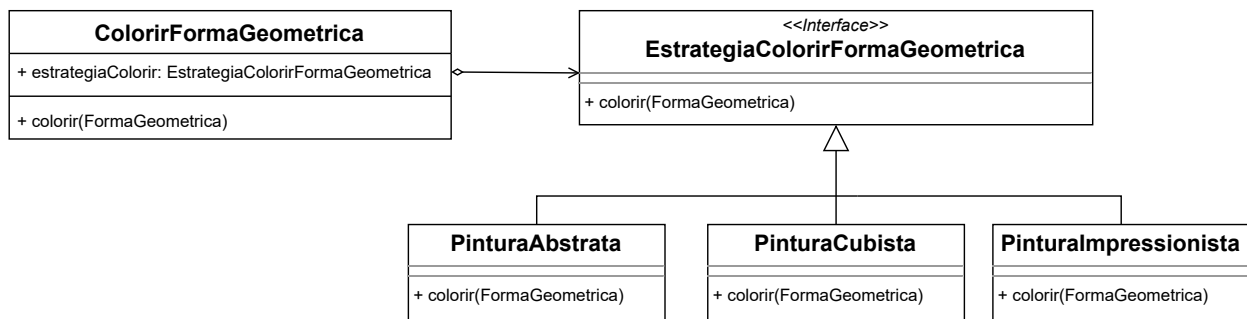 ColorirFormaGeometrica
+ estrategiaColorir: EstrategiaColorirFormaGeometrica
+ colorir(FormaGeometrica)
<<Interface>>
EstrategiaColorirFormaGeometrica
+ colorir(FormaGeometrica)
PinturaAbstrata
+ colorir(FormaGeometrica)
PinturaCubista
+ colorir(FormaGeometrica)
PinturaImpressionista
+ colorir(FormaGeometrica)